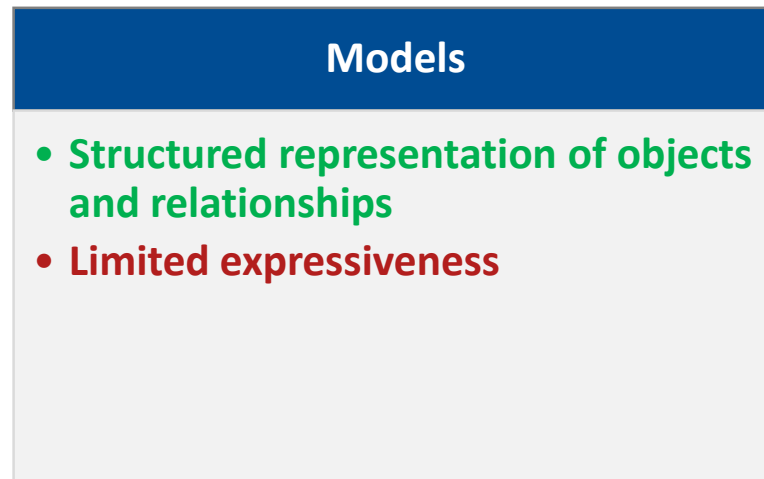 Models
• Structured representation of objects
and relationships
• Limited expressiveness